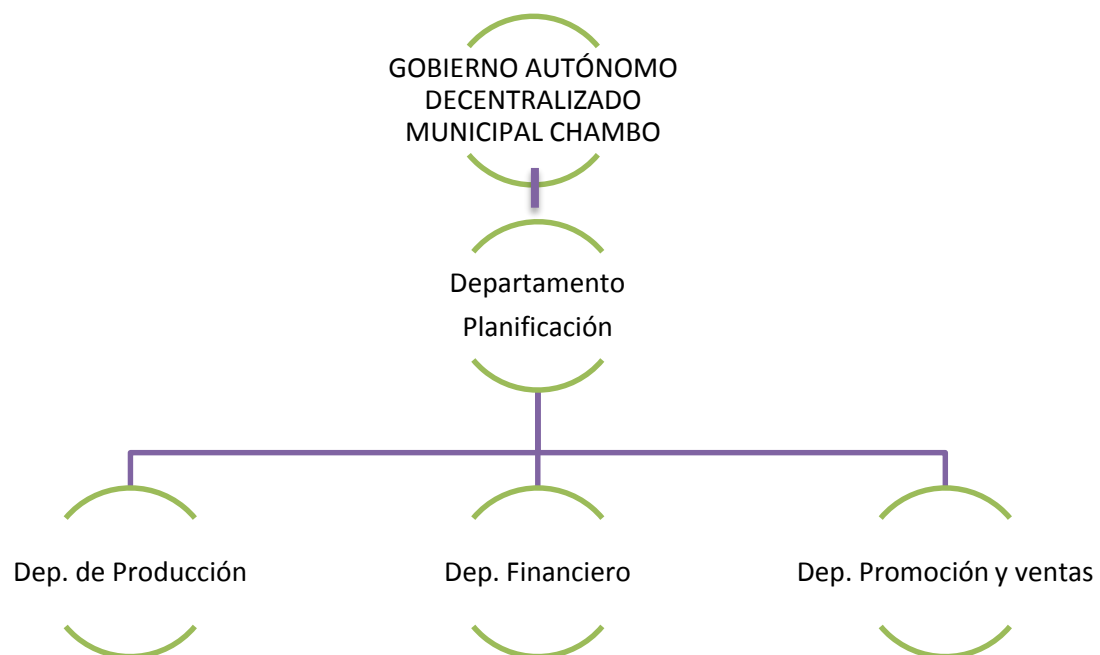 GOBIERNO AUTÓNOMO
DECENTRALIZADO
MUNICIPAL CHAMBO
Departamento
Planificación
Dep. de Producción
Dep. Financiero
Dep. Promoción y ventas